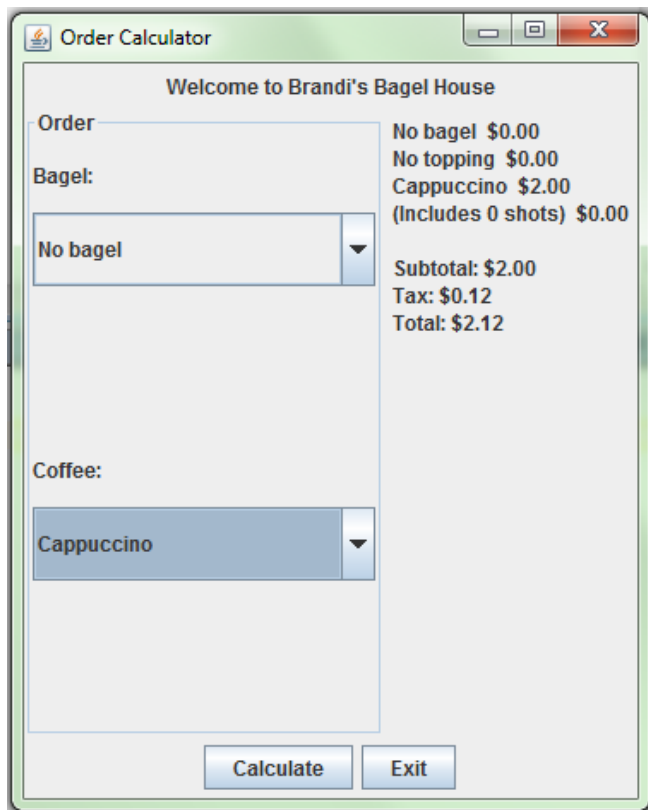 Order Calculator
Welcome to Brandi's Bagel House
Order
Bagel:
No bagel
Coffee:
Cappuccino
No bagel  $0.00
No topping  $0.00
Cappuccino  $2.00
(Includes 0 shots)  $0.00
Subtotal: $2.00
Tax: $0.12
Total: $2.12
Calculate
Exit